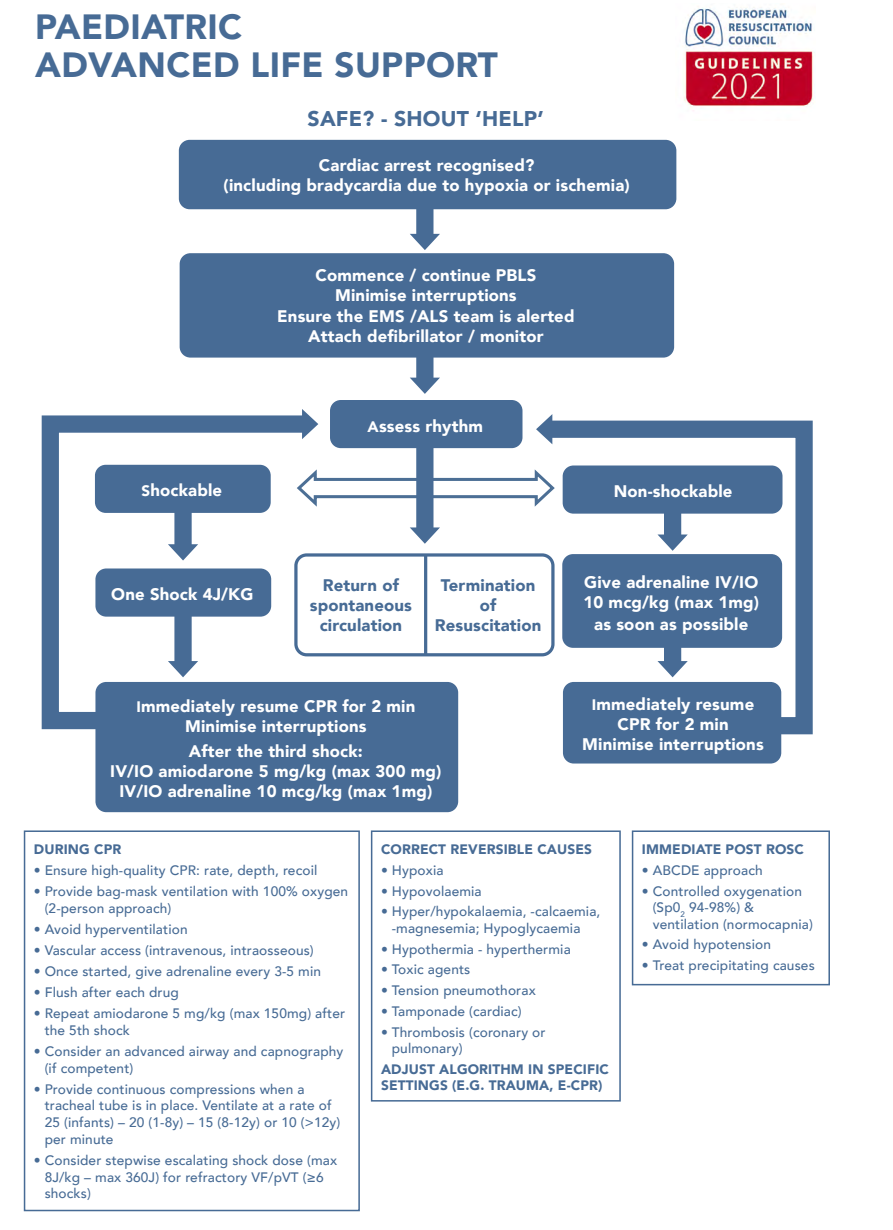 PAEDIATRIC
ADVANCED LIFE SUPPORT
EUROPEAN
RESUSCITATION
COUNCIL
GUIDELINES
2021
SAFE? - SHOUT ‘HELP’
Cardiac arrest recognised?
(including bradycardia due to hypoxia or ischemia)
Commence / continue PBLS
Minimise interruptions
Ensure the EMS /ALS team is alerted
Attach defibrillator / monitor
Assess rhythm
Shockable
Non-shockable
One Shock 4J/KG
Return of
spontaneous
circulation
Termination
of
Resuscitation
Give adrenaline IV/IO
10 mcg/kg (max 1mg)
as soon as possible
Immediately resume CPR for 2 min
Minimise interruptions
After the third shock:
IV/IO amiodarone 5 mg/kg (max 300 mg)
IV/IO adrenaline 10 mcg/kg (max 1mg)
Immediately resume
CPR for 2 min
Minimise interruptions
DURING CPR
• Ensure high-quality CPR: rate, depth, recoil
• Provide bag-mask ventilation with 100% oxygen
(2-person approach)
• Avoid hyperventilation
• Vascular access (intravenous, intraosseous)
• Once started, give adrenaline every 3-5 min
• Flush after each drug
• Repeat amiodarone 5 mg/kg (max 150mg) after
the 5th shock
• Consider an advanced airway and capnography
(if competent)
• Provide continuous compressions when a
tracheal tube is in place. Ventilate at a rate of
25 (infants) – 20 (1-8y) – 15 (8-12y) or 10 (>12y)
per minute
• Consider stepwise escalating shock dose (max
8J/kg – max 360J) for refractory VF/pVT (≥6
shocks)
CORRECT REVERSIBLE CAUSES
• Hypoxia
• Hypovolaemia
• Hyper/hypokalaemia, -calcaemia,
-magnesemia; Hypoglycaemia
• Hypothermia - hyperthermia
• Toxic agents
• Tension pneumothorax
• Tamponade (cardiac)
• Thrombosis (coronary or
pulmonary)
ADJUST ALGORITHM IN SPECIFIC
SETTINGS (E.G. TRAUMA, E-CPR)
IMMEDIATE POST ROSC
• ABCDE approach
• Controlled oxygenation
(Sp0₂ 94-98%) &
ventilation (normocapnia)
• Avoid hypotension
• Treat precipitating causes